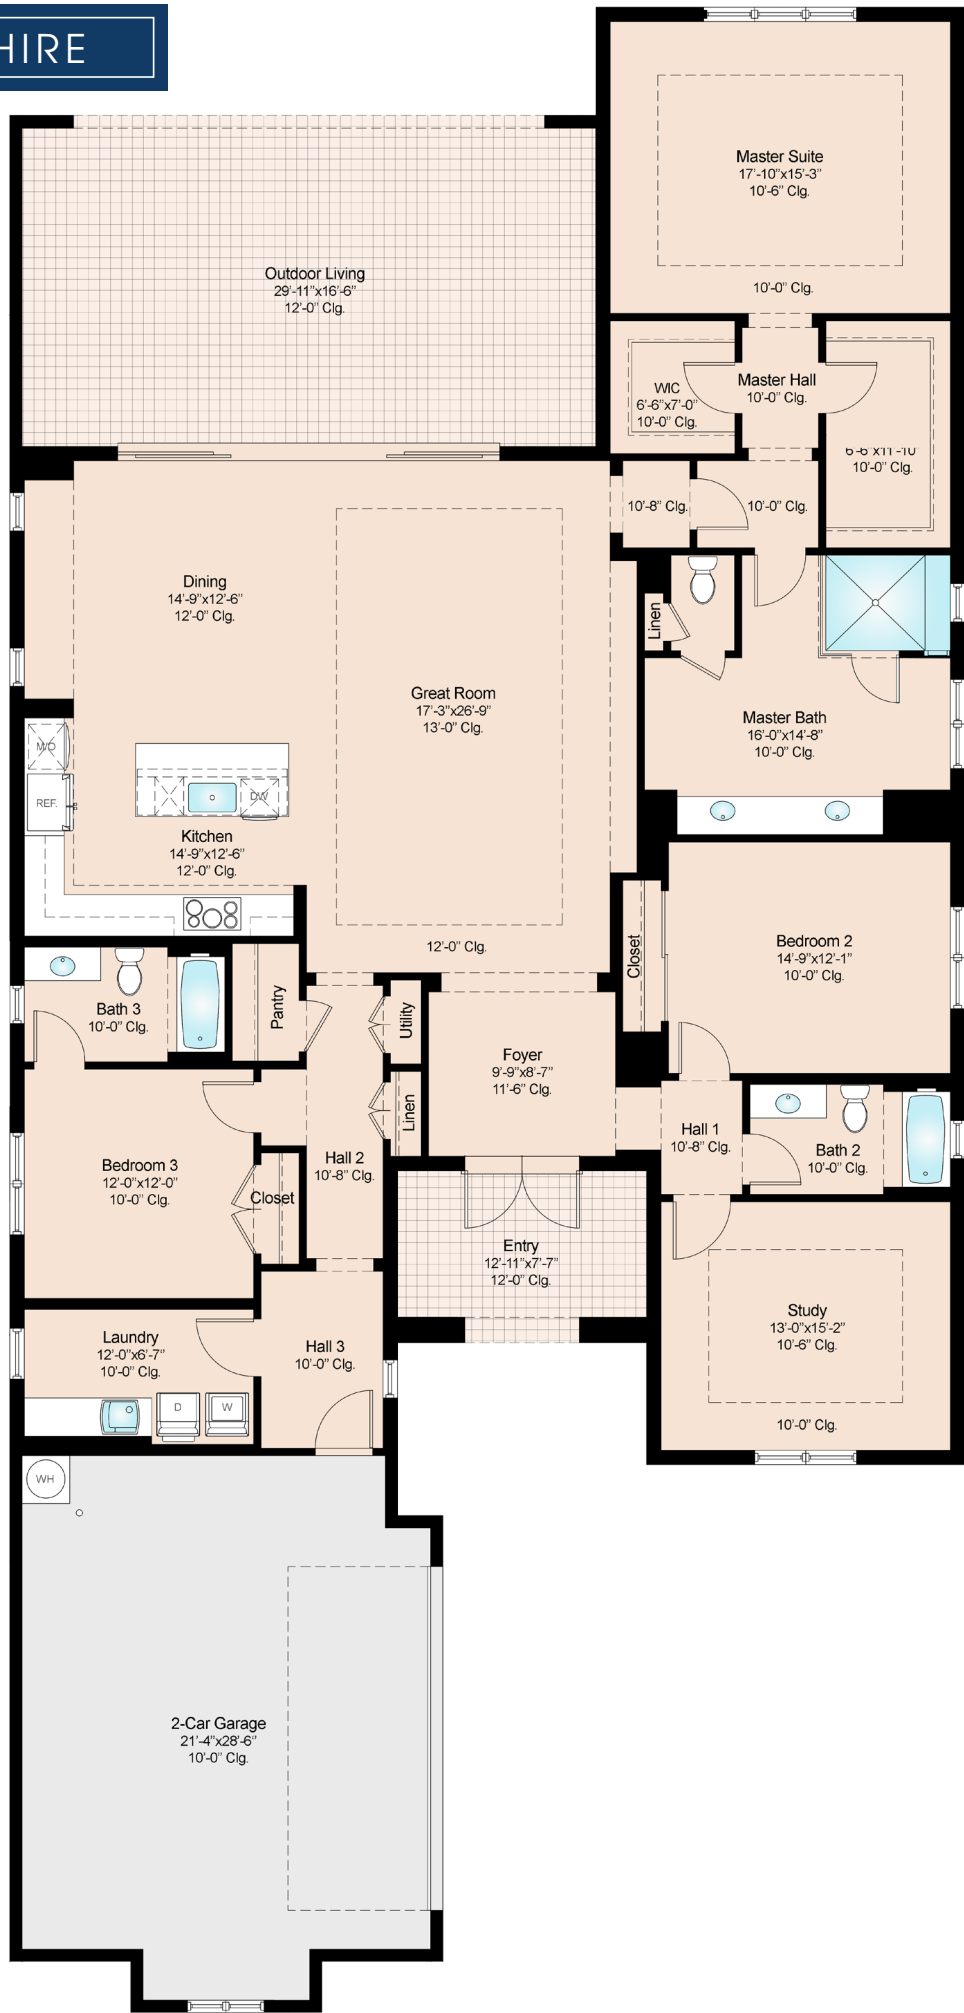 HIRE
Master Suite
17'-10"x15'-3"
10'-6" Clg.
10'-0" Clg.
Outdoor Living
29'-11"x16'-6"
12'-0" Clg.
WIC
6'-6"x7'-0"
10'-0" Clg.
Master Hall
10'-0" Clg.
6'-6"x11'-10"
10'-0" Clg.
10'-8" Clg.
10'-0" Clg.
Dining
14'-9"x12'-6"
12'-0" Clg.
Linen
Great Room
17'-3"x26'-9"
13'-0" Clg.
12'-0" Clg.
Master Bath
16'-0"x14'-8"
10'-0" Clg.
M/O
REF.
DW
Kitchen
14'-9"x12'-6"
12'-0" Clg.
Closet
Bedroom 2
14'-9"x12'-1"
10'-0" Clg.
Bath 3
10'-0" Clg.
Pantry
Utility
Foyer
9'-9"x8'-7"
11'-6" Clg.
Linen
Hall 1
10'-8" Clg.
Bath 2
10'-0" Clg.
Bedroom 3
12'-0"x12'-0"
10'-0" Clg.
Closet
Hall 2
10'-8" Clg.
Entry
12'-11"x7'-7"
12'-0" Clg.
Study
13'-0"x15'-2"
10'-6" Clg.
10'-0" Clg.
Laundry
12'-0"x6'-7"
10'-0" Clg.
D
W
Hall 3
10'-0" Clg.
WH
2-Car Garage
21'-4"x28'-6"
10'-0" Clg.